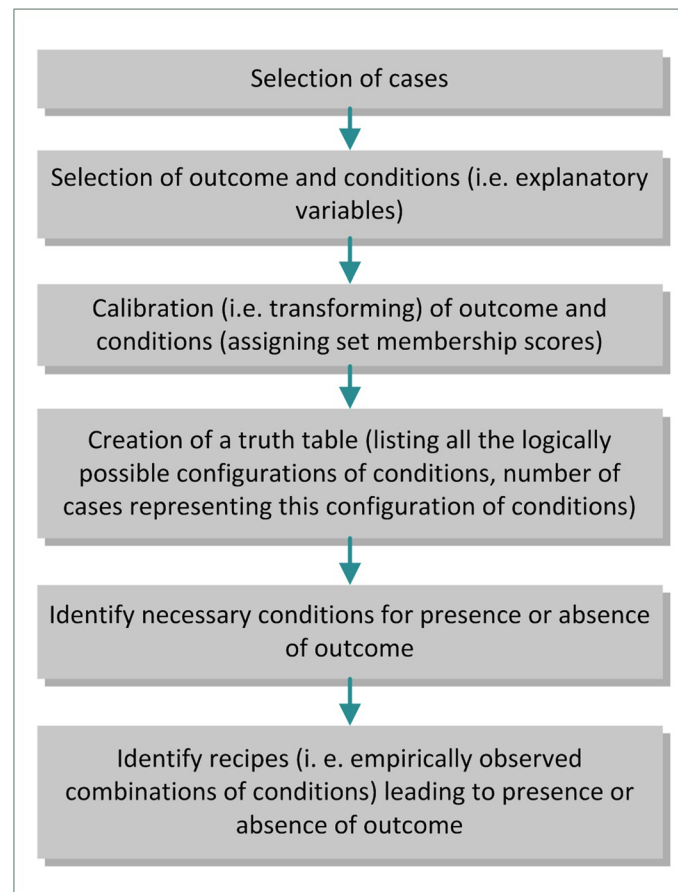 Selection of cases
Selection of outcome and conditions (i.e. explanatory
variables)
Calibration (i.e. transforming) of outcome and
conditions (assigning set membership scores)
Creation of a truth table (listing all the logically
possible configurations of conditions, number of
cases representing this configuration of conditions)
Identify necessary conditions for presence or absence
of outcome
Identify recipes (i. e. empirically observed
combinations of conditions) leading to presence or
absence of outcome